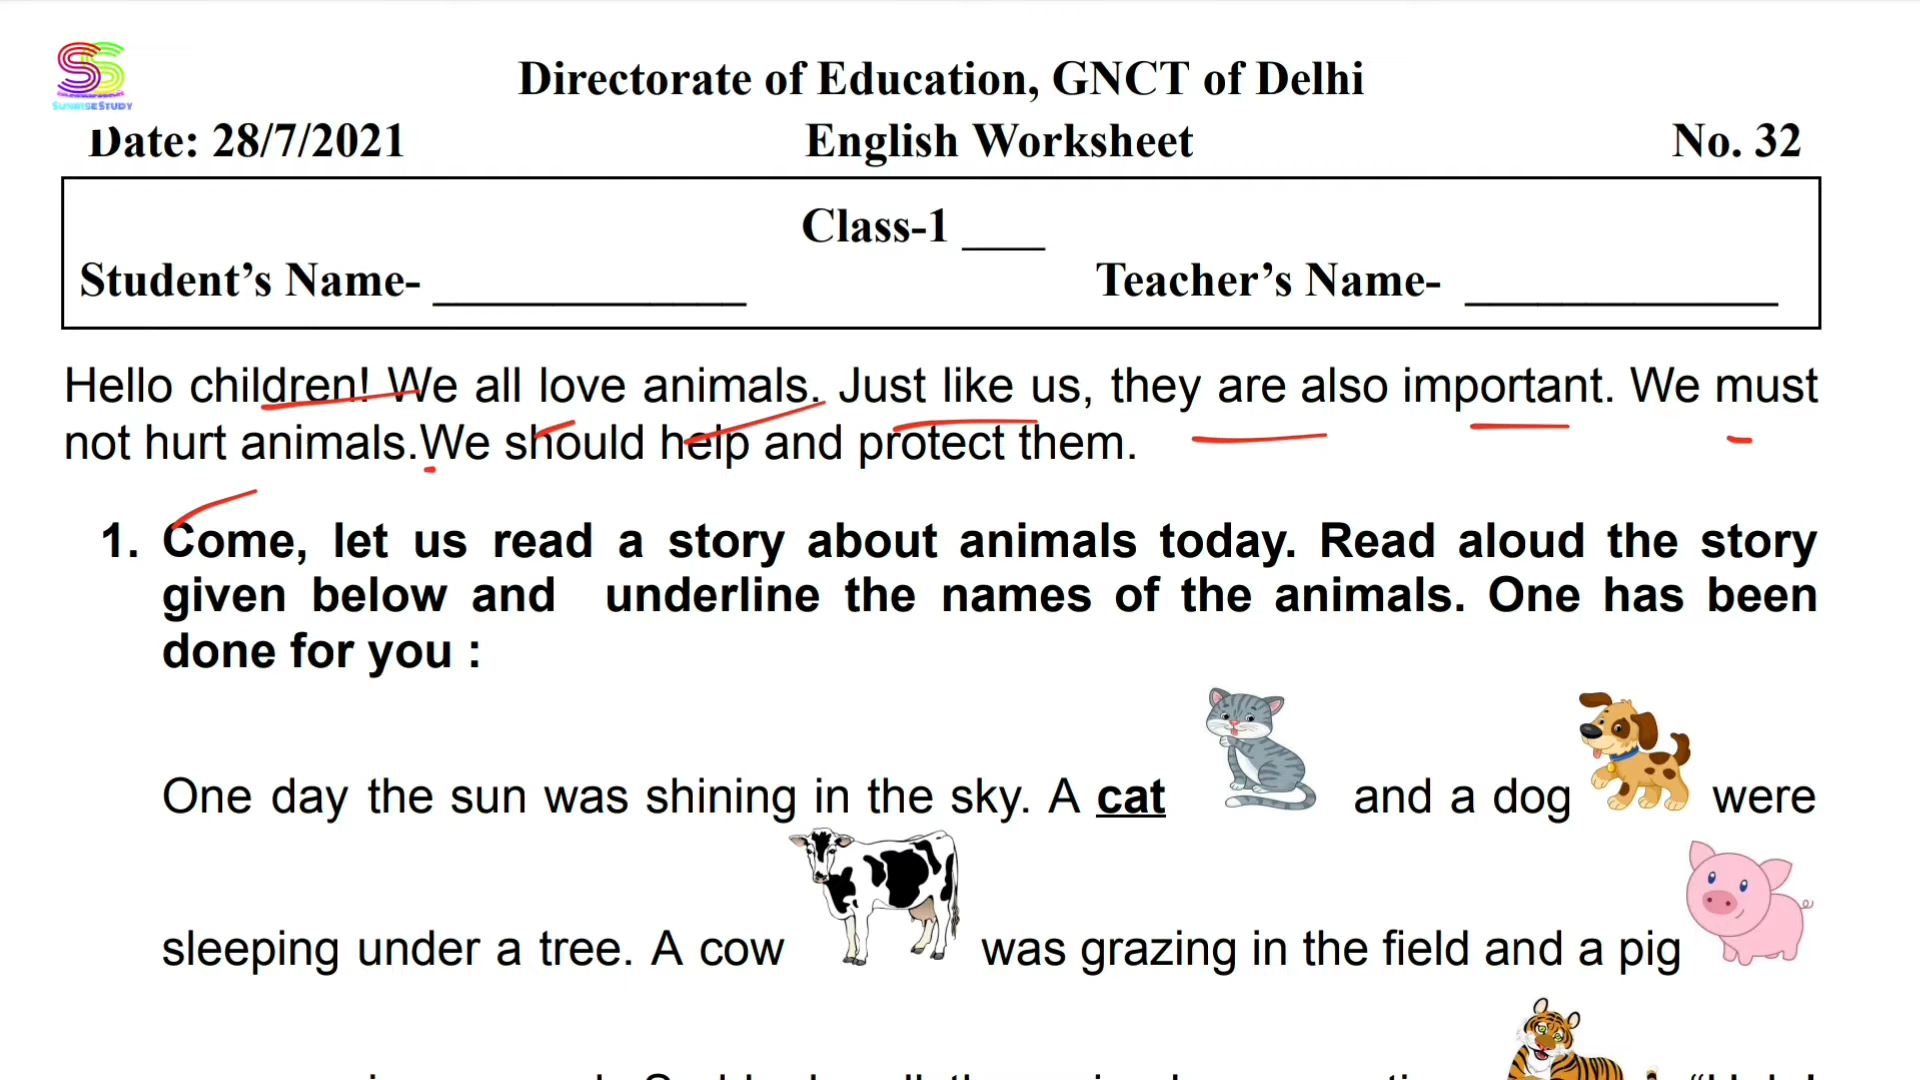 SS
SUNRISE STUDY
Directorate of Education, GNCT of Delhi
Date: 28/7/2021 English Worksheet No. 32
Class-1 ____
Student’s Name- _____________ Teacher’s Name- _____________
Hello children! We all love animals. Just like us, they are also important. We must
not hurt animals.We should help and protect them.
1. Come, let us read a story about animals today. Read aloud the story
given below and underline the names of the animals. One has been
done for you :
One day the sun was shining in the sky. A cat and a dog were
sleeping under a tree. A cow was grazing in the field and a pig